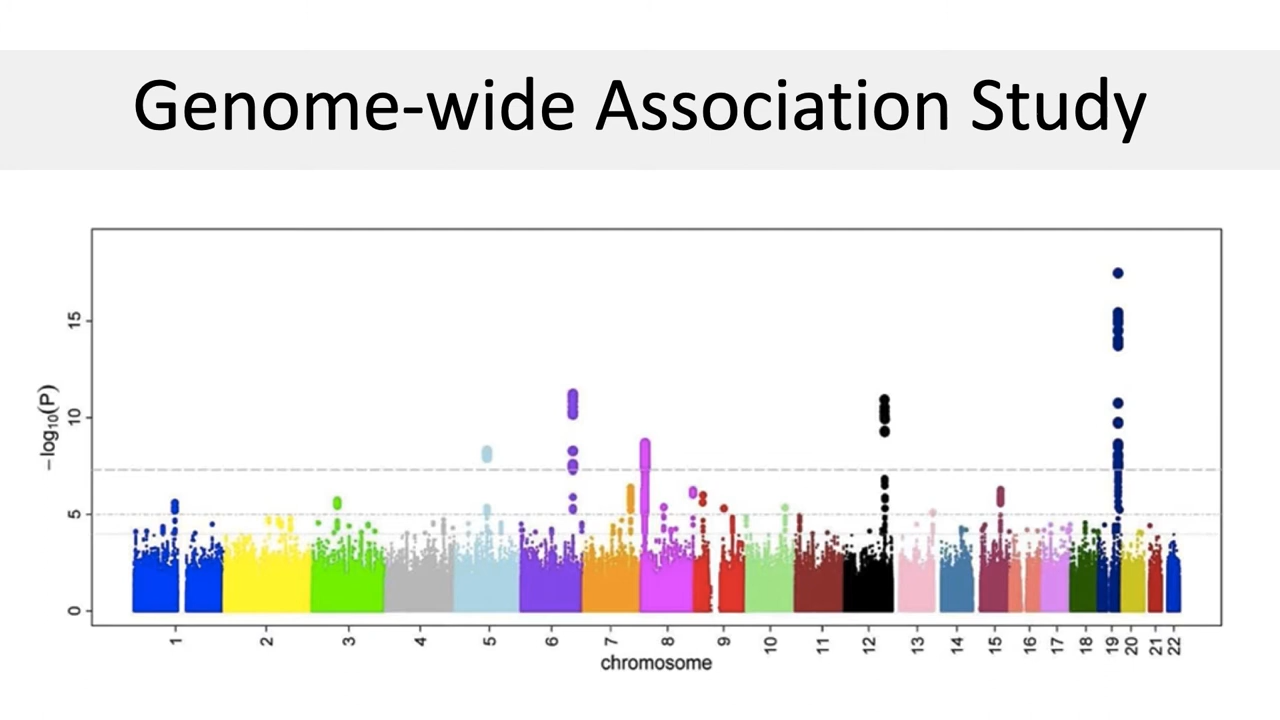 Genome-wide Association Study
−log10(P)
15
10
5
0
1 2 3 4 5 6 7 8 9 10 11 12 13 14 15 16 17 18 19 20 21 22
chromosome